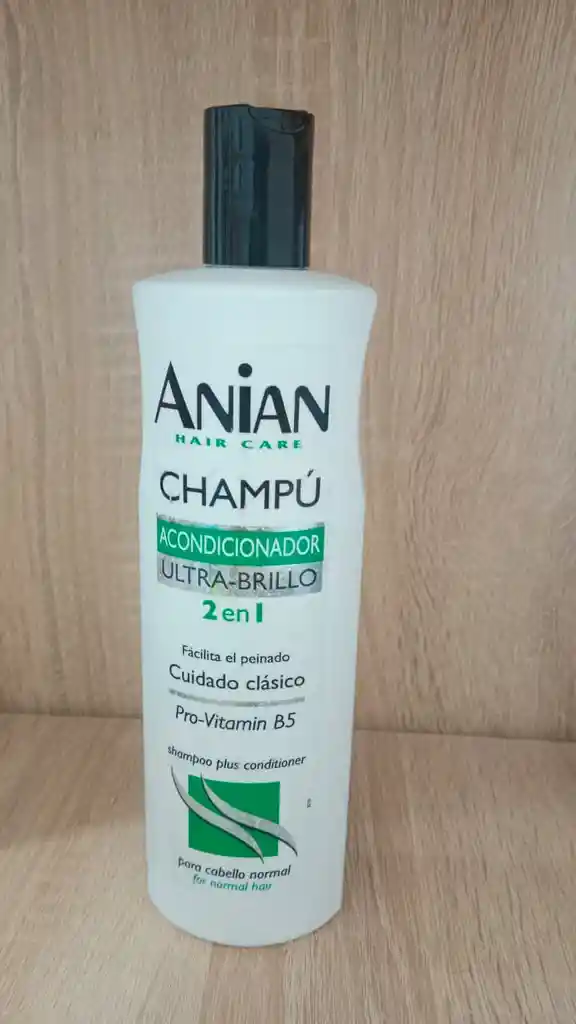 ANiAN
HAIR CARE
CHAMPÚ
ACONDICIONADOR
ULTRA-BRILLO
2 en 1
Facilita el peinado
Cuidado clásico
Pro-Vitamin B5
shampoo plus conditioner
para cabello normal
for normal hair